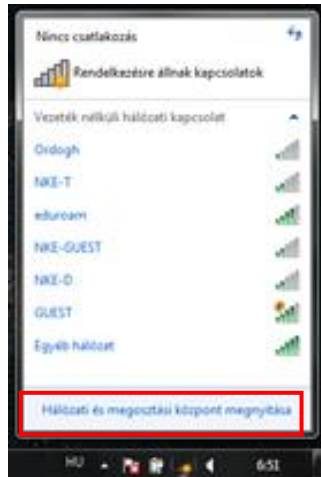 Nincs csatlakozás
Rendelkezésre állnak kapcsolatok
Vezeték nélküli hálózati kapcsolat
Ordogh
NKE-T
eduroam
NKE-GUEST
NKE-D
GUEST
Egyéb hálózat
Hálózati és megosztási központ megnyitása
HU
6:51